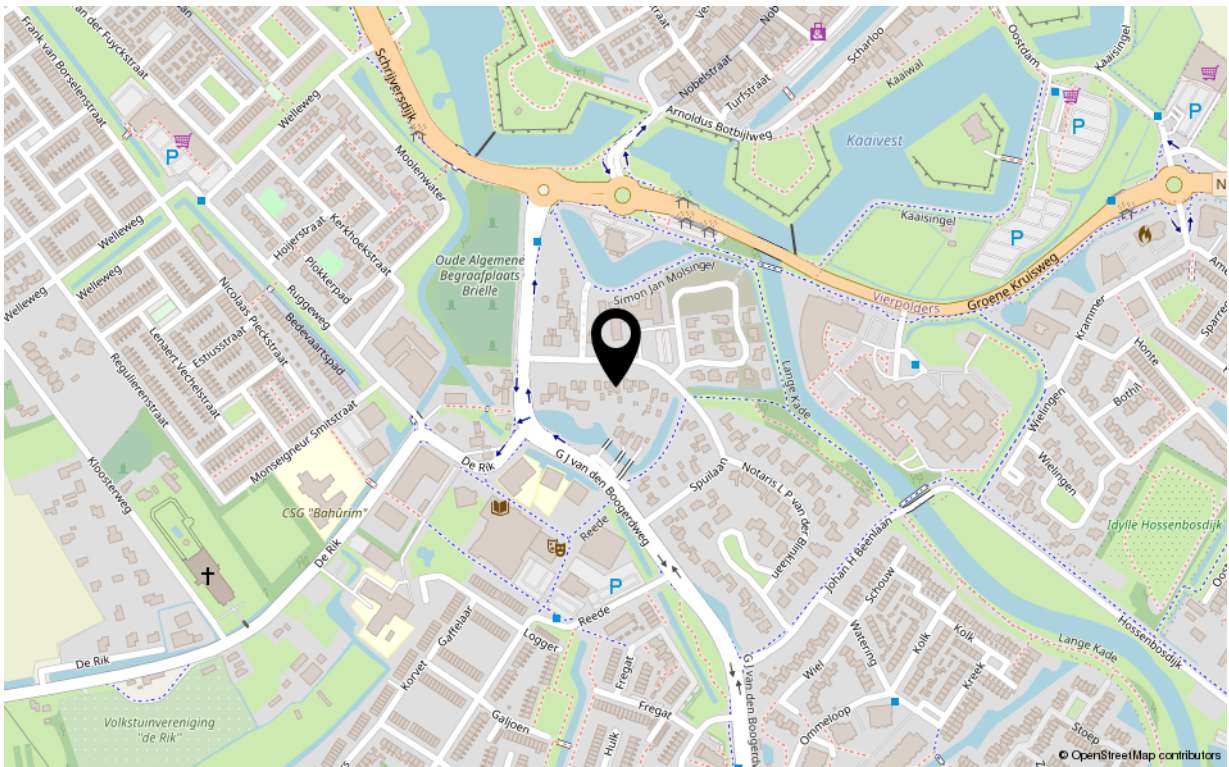 van der Fuyckstraat
Frank van Borselenstraat
Welleweg
Schrijversdijk
Moolenwater
Nobelstraat
Turfstraat
Scharloo
Kaaiwal
Arnoldus Botbijlweg
Kaaivest
Oostdam
Kaaisingel
P
P
P
P
Kaaisingel
N
Welleweg
Welleweg
Welleweg
Hoijerstraat
Kerkhoekstraat
Plokkerpad
Ruggeweg
Nicolaas Pieckstraat
Bedevaartspad
Estiusstraat
Lenaert Vechelstraat
Regulierenstraat
Monseigneur Smitstraat
Kloosterweg
Oude Algemene
Begraafplaats
Brielle
Simon Jan Molsingel
Vierpolders
Groene Kruisweg
Lange Kade
Krammer
Honte
Bothil
Wielingen
Wielingen
Idylle Hossenbosdijk
CSG "Bahûrim"
De Rik
De Rik
De Rik
G J van den Boogerdweg
Spuilaan
Notaris L P van der Blinklaan
Johan H Beenlaan
Reede
Reede
P
Gaffelaar
Logger
Korvet
Galjoen
Fregat
Fregat
Hulk
G J van den Boogerdw
Schouw
Watering
Kolk
Kolk
Wiel
Kreek
Ommeloop
Stoep
Lange Kade
Hossenbosdijk
Volkstuinvereniging
"de Rik"
© OpenStreetMap contributors